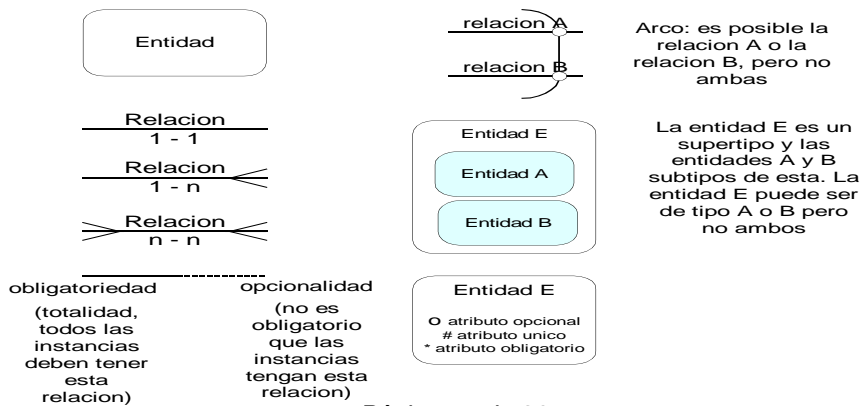 Entidad
Relacion
1 - 1
Relacion
1 - n
Relacion
n - n
obligatoriedad
(totalidad,
todos las
instancias
deben tener
esta
relacion)
opcionalidad
(no es
obligatorio
que las
instancias
tengan esta
relacion)
relacion A
relacion B
Arco: es posible la
relacion A o la
relacion B, pero no
ambas
Entidad E
Entidad A
Entidad B
La entidad E es un
supertipo y las
entidades A y B
subtipos de esta. La
entidad E puede ser
de tipo A o B pero
no ambos
Entidad E
O atributo opcional
# atributo unico
* atributo obligatorio